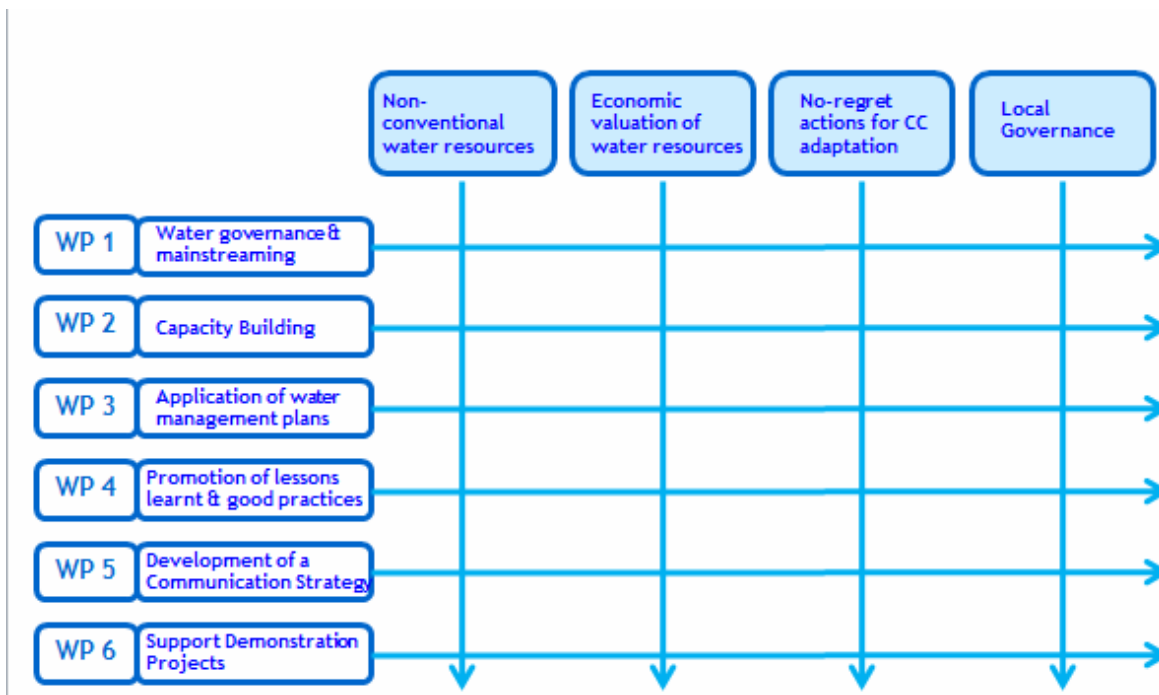 Non-
conventional
water resources
Economic
valuation of
water resources
No-regret
actions for CC
adaptation
Local
Governance
WP 1
Water governance &
mainstreaming
WP 2
Capacity Building
WP 3
Application of water
management plans
WP 4
Promotion of lessons
learnt & good practices
WP 5
Development of a
Communication Strategy
WP 6
Support Demonstration
Projects